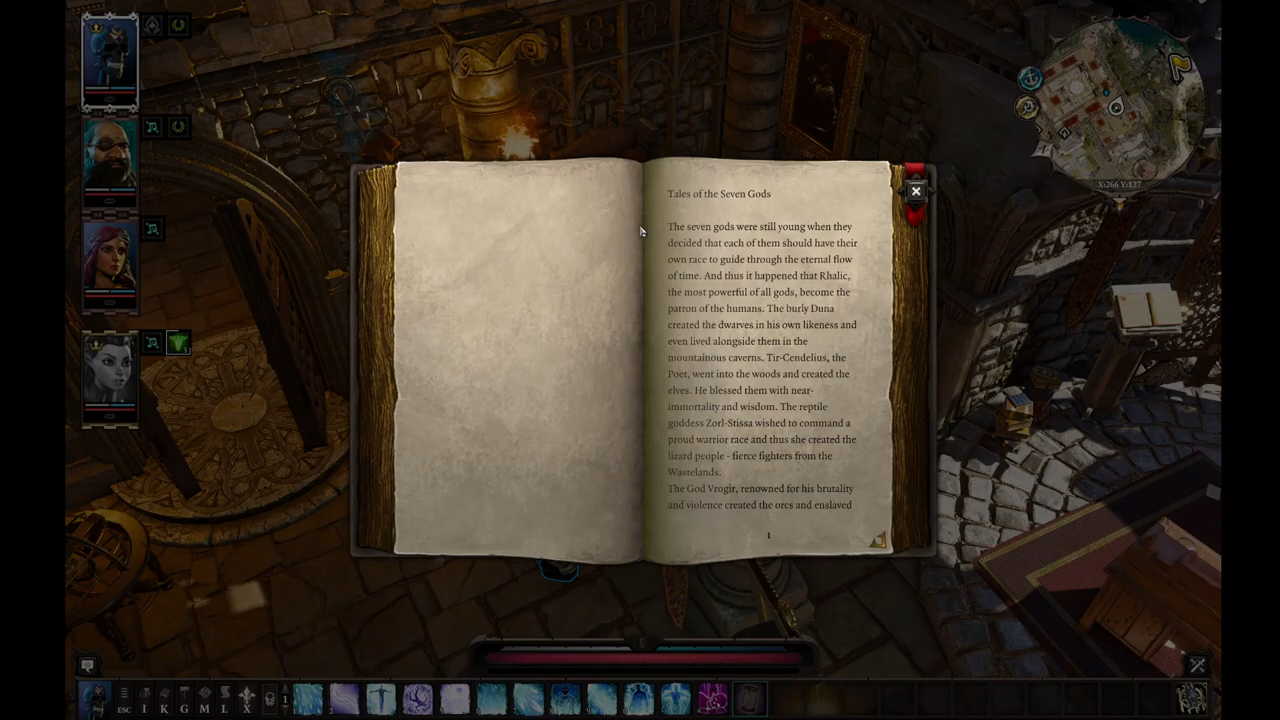 X:266 Y:127
Tales of the Seven Gods
The seven gods were still young when they
decided that each of them should have their
own race to guide through the eternal flow
of time. And thus it happened that Rhalic,
the most powerful of all gods, become the
patron of the humans. The burly Duna
created the dwarves in his own likeness and
even lived alongside them in the
mountainous caverns. Tir-Cendelius, the
Poet, went into the woods and created the
elves. He blessed them with near-
immortality and wisdom. The reptile
goddess Zorl-Stissa wished to command a
proud warrior race and thus she created the
lizard people - fierce fighters from the
Wastelands.
The God Vrogir, renowned for his brutality
and violence created the orcs and enslaved
1
ESC I K G M L X 1